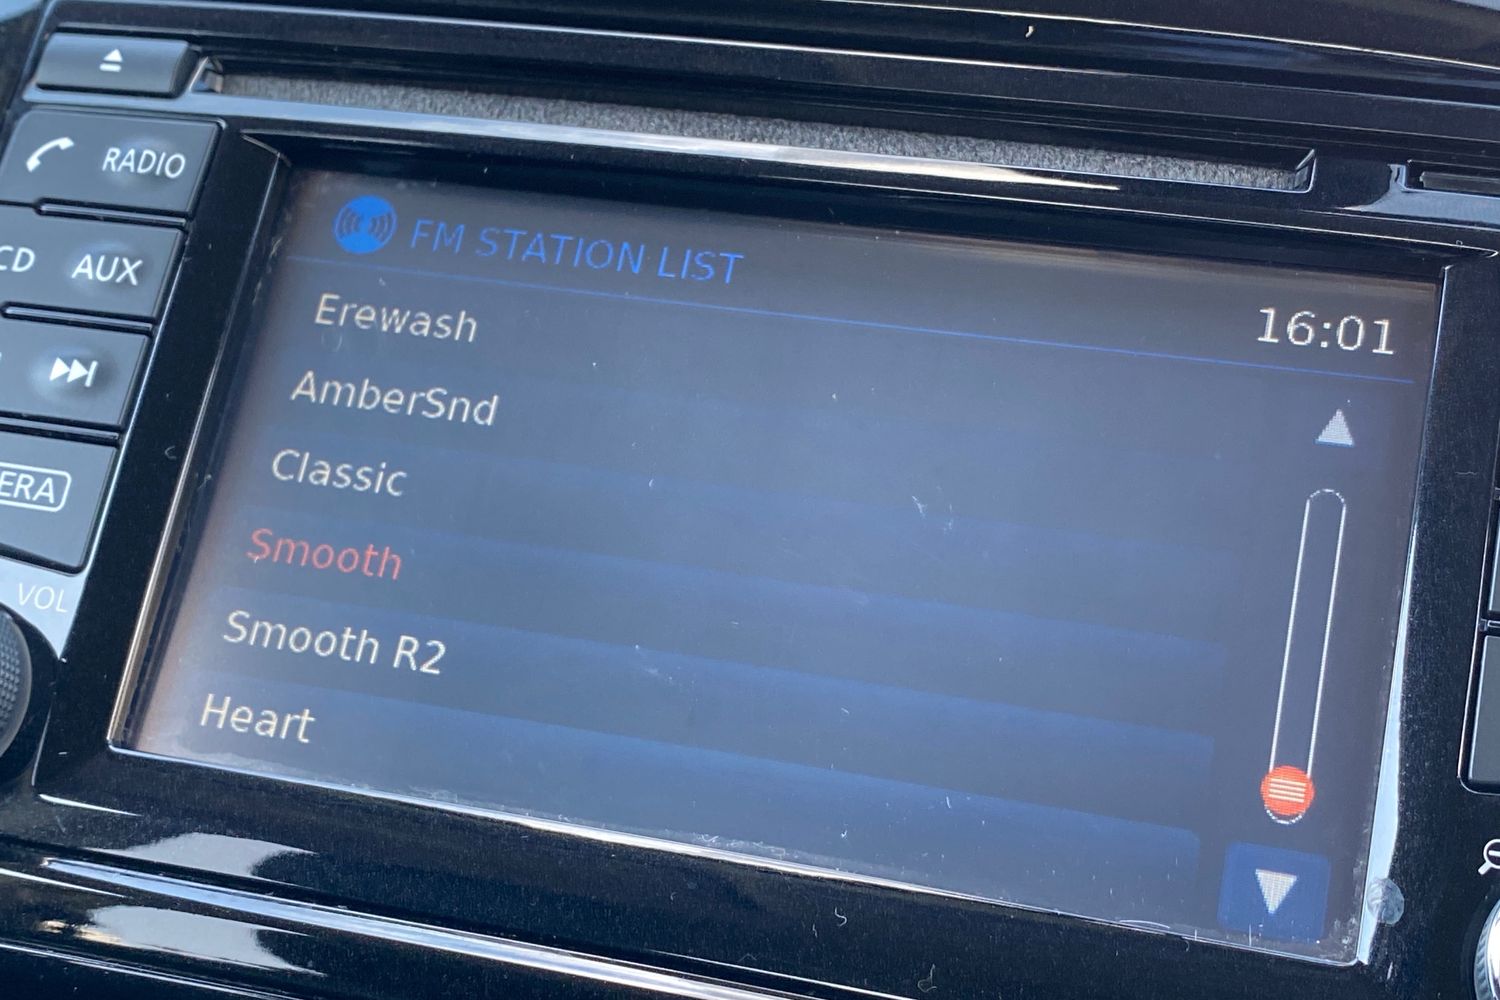 RADIO
CD AUX
ERA
VOL
FM STATION LIST
16:01
Erewash
AmberSnd
Classic
Smooth
Smooth R2
Heart